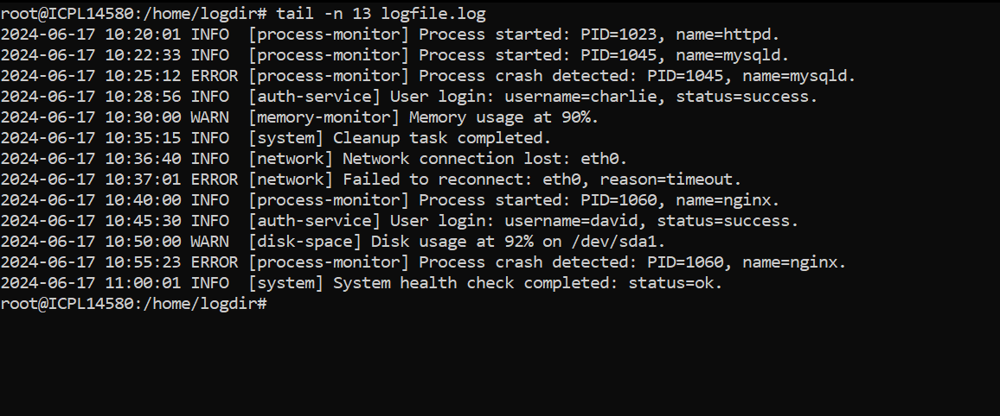 root@ICPL14580:/home/logdir# tail -n 13 logfile.log
2024-06-17 10:20:01 INFO  [process-monitor] Process started: PID=1023, name=httpd.
2024-06-17 10:22:33 INFO  [process-monitor] Process started: PID=1045, name=mysqld.
2024-06-17 10:25:12 ERROR [process-monitor] Process crash detected: PID=1045, name=mysqld.
2024-06-17 10:28:56 INFO  [auth-service] User login: username=charlie, status=success.
2024-06-17 10:30:00 WARN  [memory-monitor] Memory usage at 90%.
2024-06-17 10:35:15 INFO  [system] Cleanup task completed.
2024-06-17 10:36:40 INFO  [network] Network connection lost: eth0.
2024-06-17 10:37:01 ERROR [network] Failed to reconnect: eth0, reason=timeout.
2024-06-17 10:40:00 INFO  [process-monitor] Process started: PID=1060, name=nginx.
2024-06-17 10:45:30 INFO  [auth-service] User login: username=david, status=success.
2024-06-17 10:50:00 WARN  [disk-space] Disk usage at 92% on /dev/sda1.
2024-06-17 10:55:23 ERROR [process-monitor] Process crash detected: PID=1060, name=nginx.
2024-06-17 11:00:01 INFO  [system] System health check completed: status=ok.
root@ICPL14580:/home/logdir#